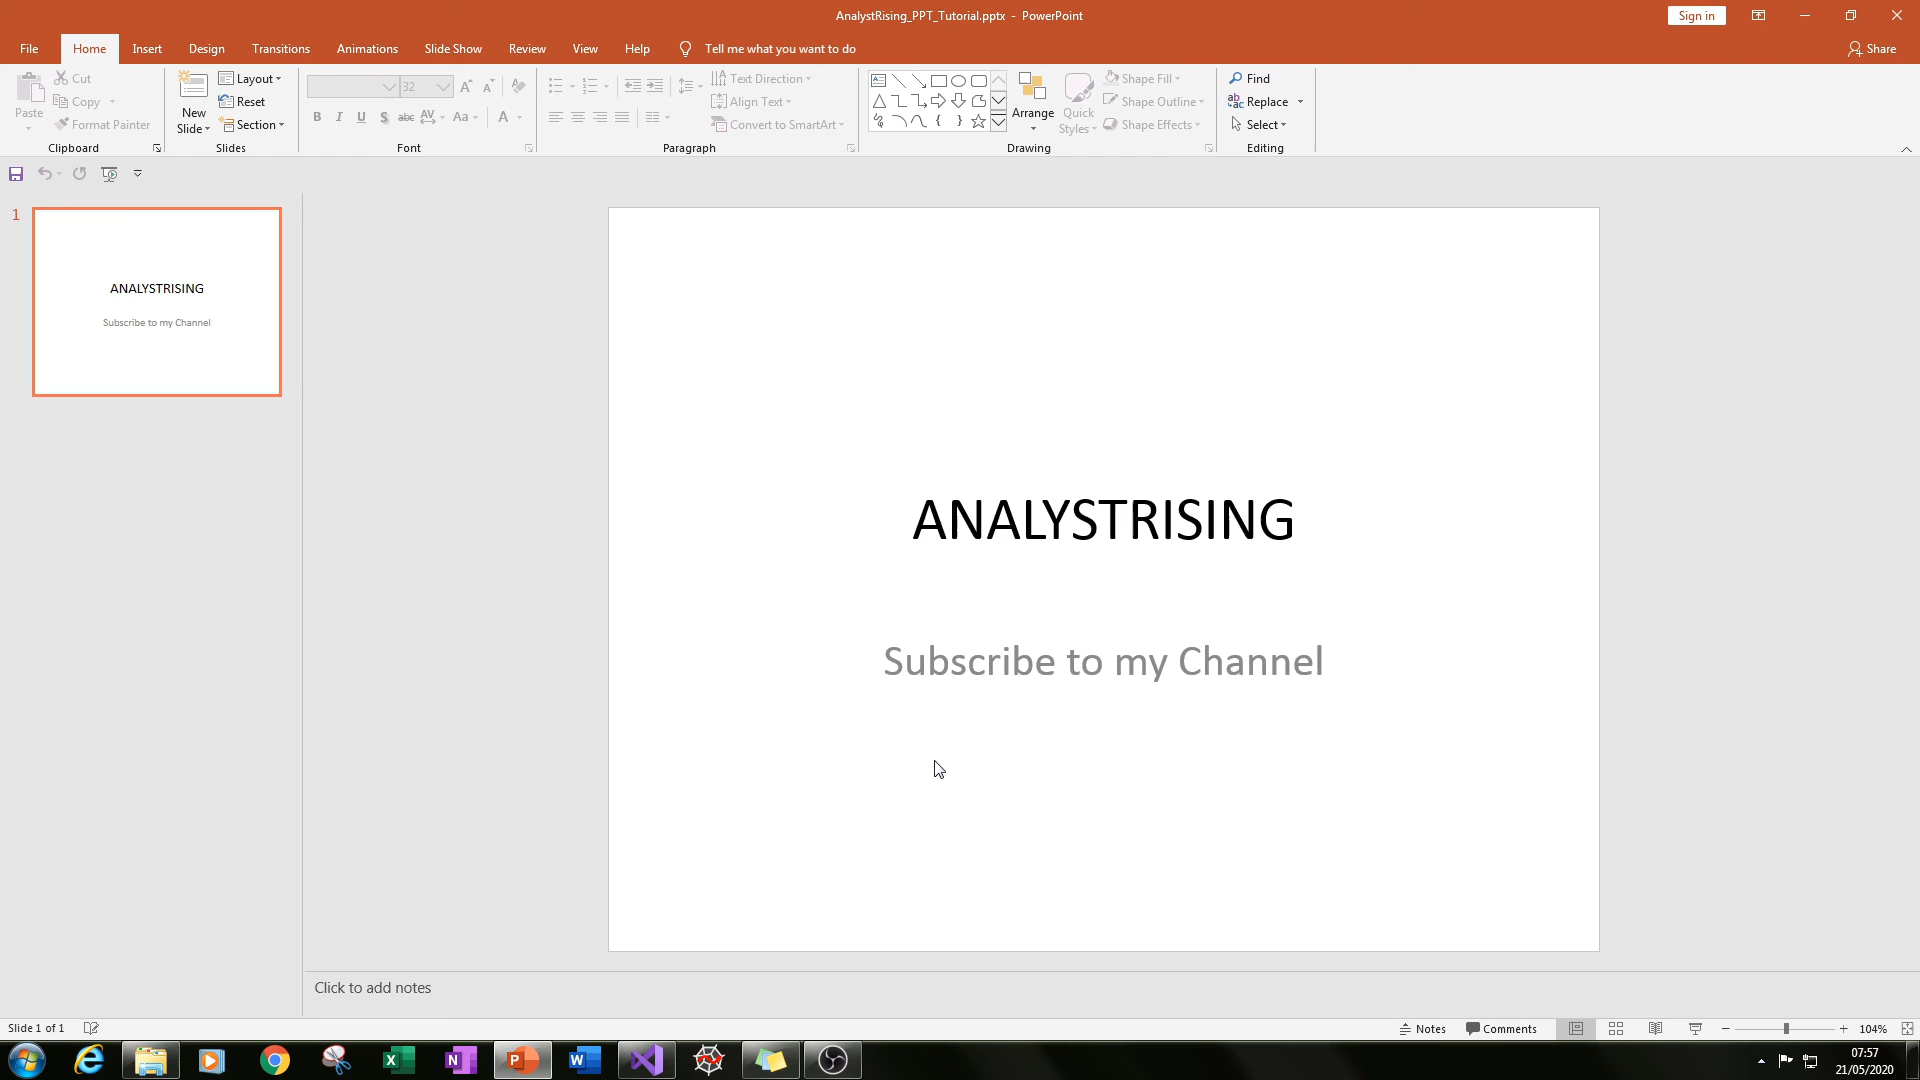 AnalystRising_PPT_Tutorial.pptx - PowerPoint
Sign in
File Home Insert Design Transitions Animations Slide Show Review View Help Tell me what you want to do Share
Paste
Cut
Copy
Format Painter
Clipboard
New
Slide
Layout
Reset
Section
Slides
32
B I U S abc AV Aa A
Font
Text Direction
Align Text
Convert to SmartArt
Paragraph
Arrange
Quick
Styles
Shape Fill
Shape Outline
Shape Effects
Drawing
Find
Replace
Select
Editing
1
ANALYSTRISING
Subscribe to my Channel
ANALYSTRISING
Subscribe to my Channel
Click to add notes
Slide 1 of 1
Notes
Comments
104%
07:57
21/05/2020